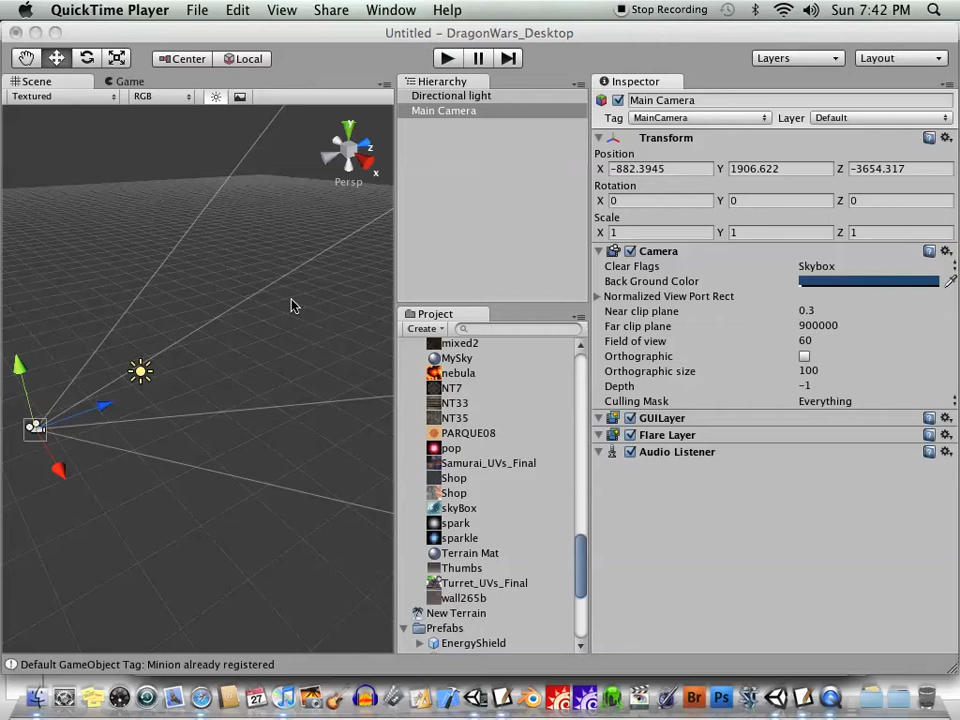 QuickTime Player File Edit View Share Window Help Stop Recording Sun 7:42 PM
Untitled – DragonWars_Desktop
Center Local Layers Layout
Scene Game
Textured RGB
y z x
Persp
Hierarchy
Directional light
Main Camera
Project
Create
mixed2
MySky
nebula
NT7
NT33
NT35
PARQUE08
pop
Samurai_UVs_Final
Shop
Shop
skyBox
spark
sparkle
Terrain Mat
Thumbs
Turret_UVs_Final
wall265b
New Terrain
Prefabs
EnergyShield
Inspector
Main Camera
Tag MainCamera Layer Default
Transform
Position
X -882.3945 Y 1906.622 Z -3654.317
Rotation
X 0 Y 0 Z 0
Scale
X 1 Y 1 Z 1
Camera
Clear Flags Skybox
Back Ground Color
Normalized View Port Rect
Near clip plane 0.3
Far clip plane 900000
Field of view 60
Orthographic
Orthographic size 100
Depth -1
Culling Mask Everything
GUILayer
Flare Layer
Audio Listener
Default GameObject Tag: Minion already registered
27 Br Ps